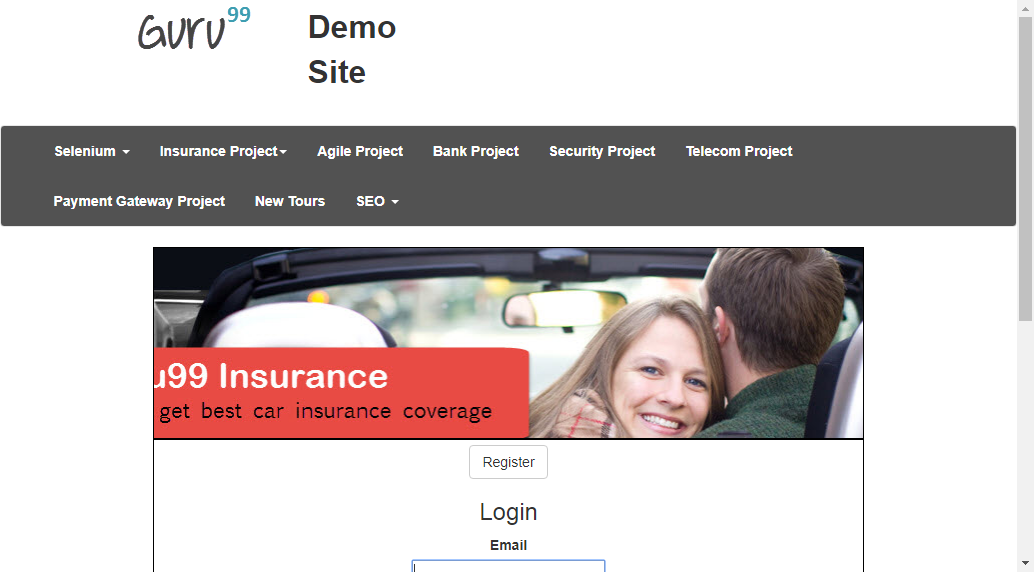 Guru99
Demo
Site
Selenium
Insurance Project
Agile Project
Bank Project
Security Project
Telecom Project
Payment Gateway Project
New Tours
SEO
u99 Insurance
get best car insurance coverage
Register
Login
Email